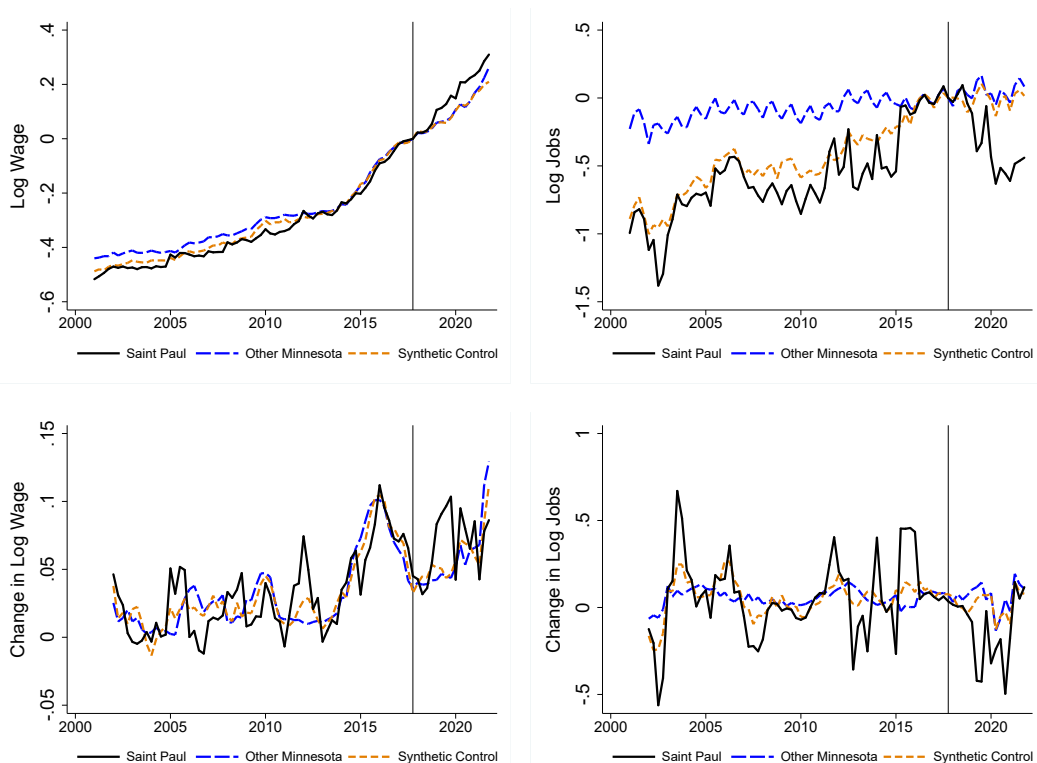 Log Wage
.4
.2
0
-.2
-.4
-.6
2000 2005 2010 2015 2020
Saint Paul Other Minnesota Synthetic Control
Log Jobs
.5
0
-.5
-1
-1.5
2000 2005 2010 2015 2020
Saint Paul Other Minnesota Synthetic Control
Change in Log Wage
.15
.1
.05
0
-.05
2000 2005 2010 2015 2020
Saint Paul Other Minnesota Synthetic Control
Change in Log Jobs
1
.5
0
-.5
2000 2005 2010 2015 2020
Saint Paul Other Minnesota Synthetic Control